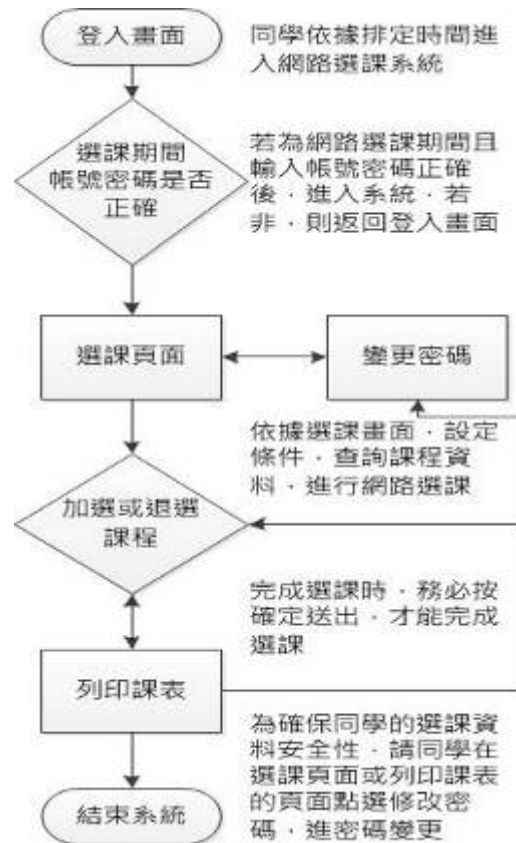 登入畫面
同學依據排定時間進
入網路選課系統
選課期間
帳號密碼是否
正確
若為網路選課期間且
輸入帳號密碼正確
後，進入系統，若
非，則返回登入畫面
選課頁面
變更密碼
依據選課畫面，設定
條件，查詢課程資
料，進行網路選課
加選或退選
課程
完成選課時，務必按
確定送出，才能完成
選課
列印課表
為確保同學的選課資
料安全性，請同學在
選課頁面或列印課表
的頁面點選修改密
碼，進密碼變更
結束系統